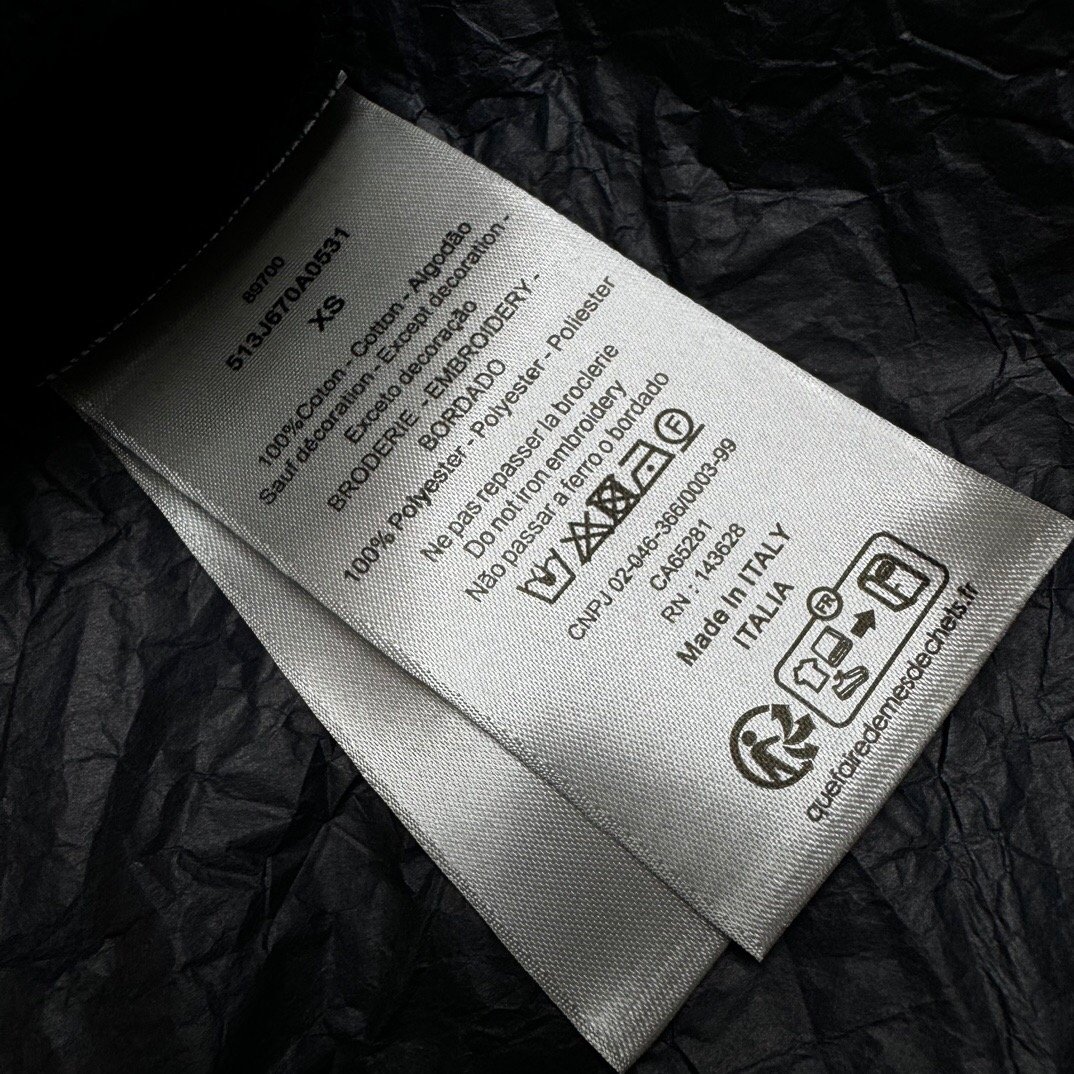 89700
513J670A0531
XS
100%Coton - Cotton - Algodão
Sauf décoration - Except decoration -
Exceto decoração
BRODERIE - EMBROIDERY -
BORDADO
100% Polyester - Polyester - Poliester
Ne pas repasser la broclerie
Do not iron embroidery
Não passar a ferro o bordado
F
CNPJ 02-046-366/0003-99
CA65281
RN : 143628
Made In ITALY
ITALIA
FR
quefairedemesdechets.fr